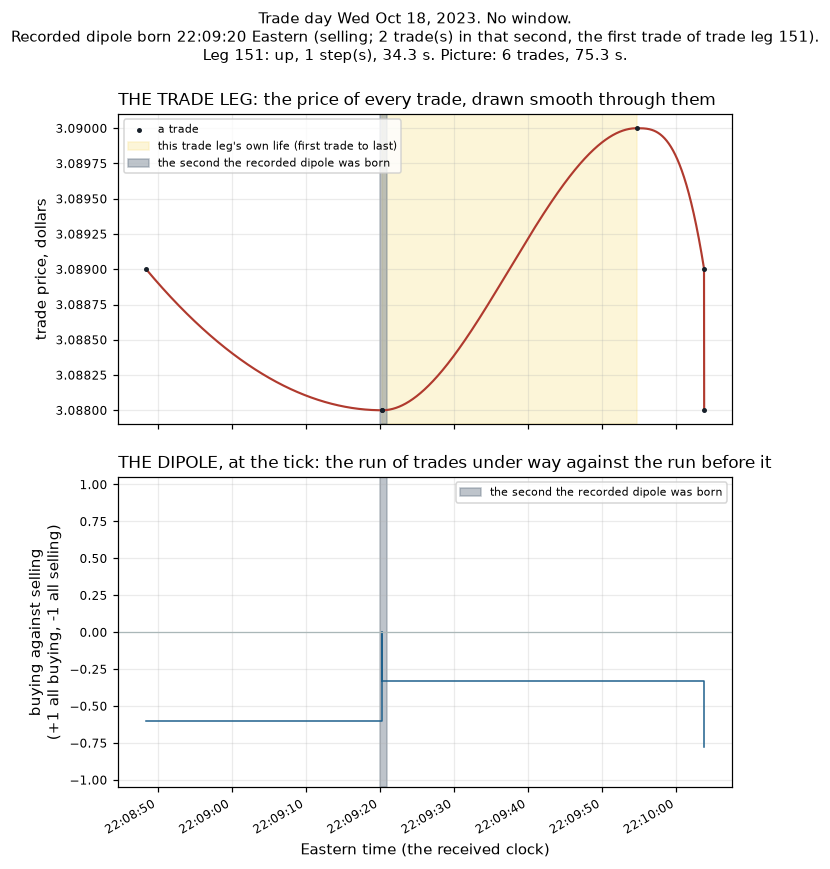 Trade day Wed Oct 18, 2023. No window.
Recorded dipole born 22:09:20 Eastern (selling; 2 trade(s) in that second, the first trade of trade leg 151).
Leg 151: up, 1 step(s), 34.3 s. Picture: 6 trades, 75.3 s.
THE TRADE LEG: the price of every trade, drawn smooth through them
a trade
this trade leg's own life (first trade to last)
the second the recorded dipole was born
3.09000
3.08975
3.08950
3.08925
3.08900
3.08875
3.08850
3.08825
3.08800
trade price, dollars
THE DIPOLE, at the tick: the run of trades under way against the run before it
the second the recorded dipole was born
1.00
0.75
0.50
0.25
0.00
−0.25
−0.50
−0.75
−1.00
buying against selling
(+1 all buying, -1 all selling)
22:08:50
22:09:00
22:09:10
22:09:20
22:09:30
22:09:40
22:09:50
22:10:00
Eastern time (the received clock)